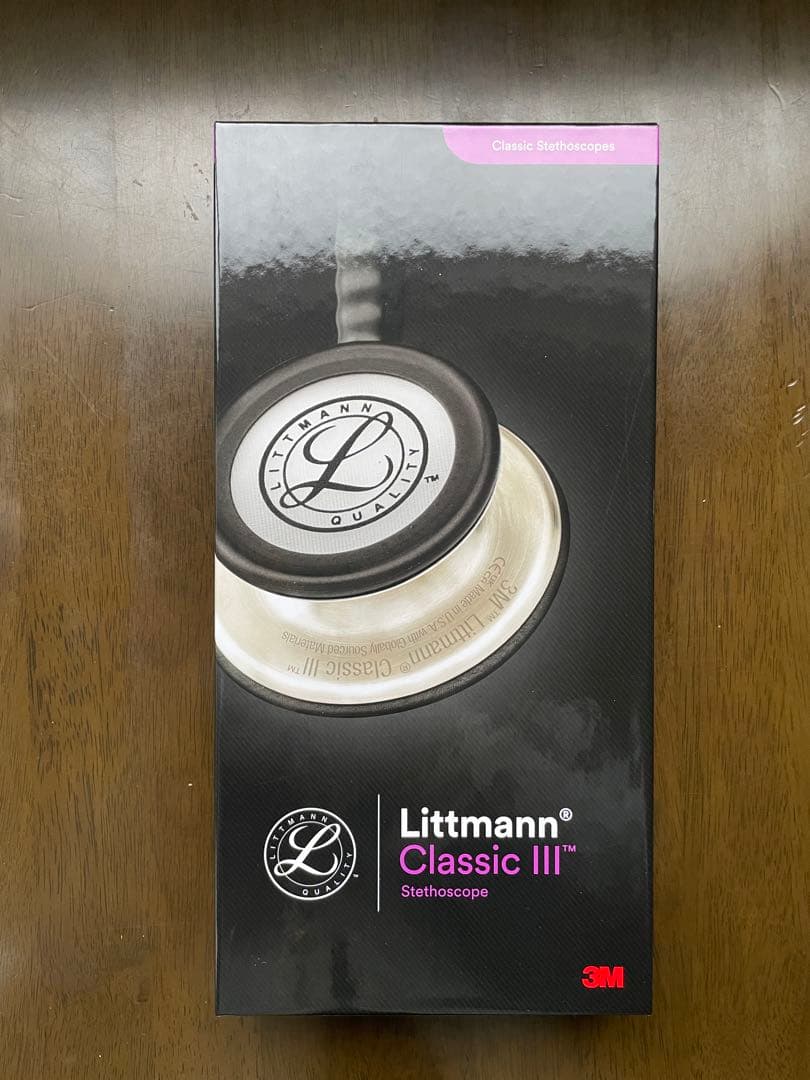 Classic Stethoscopes
LITTMANN
L
QUALITY™
3M™ Littmann® Classic III™
Made in U.S.A. with Globally Sourced Materials
LITTMANN
L
QUALITY
Littmann®
Classic III™
Stethoscope
3M